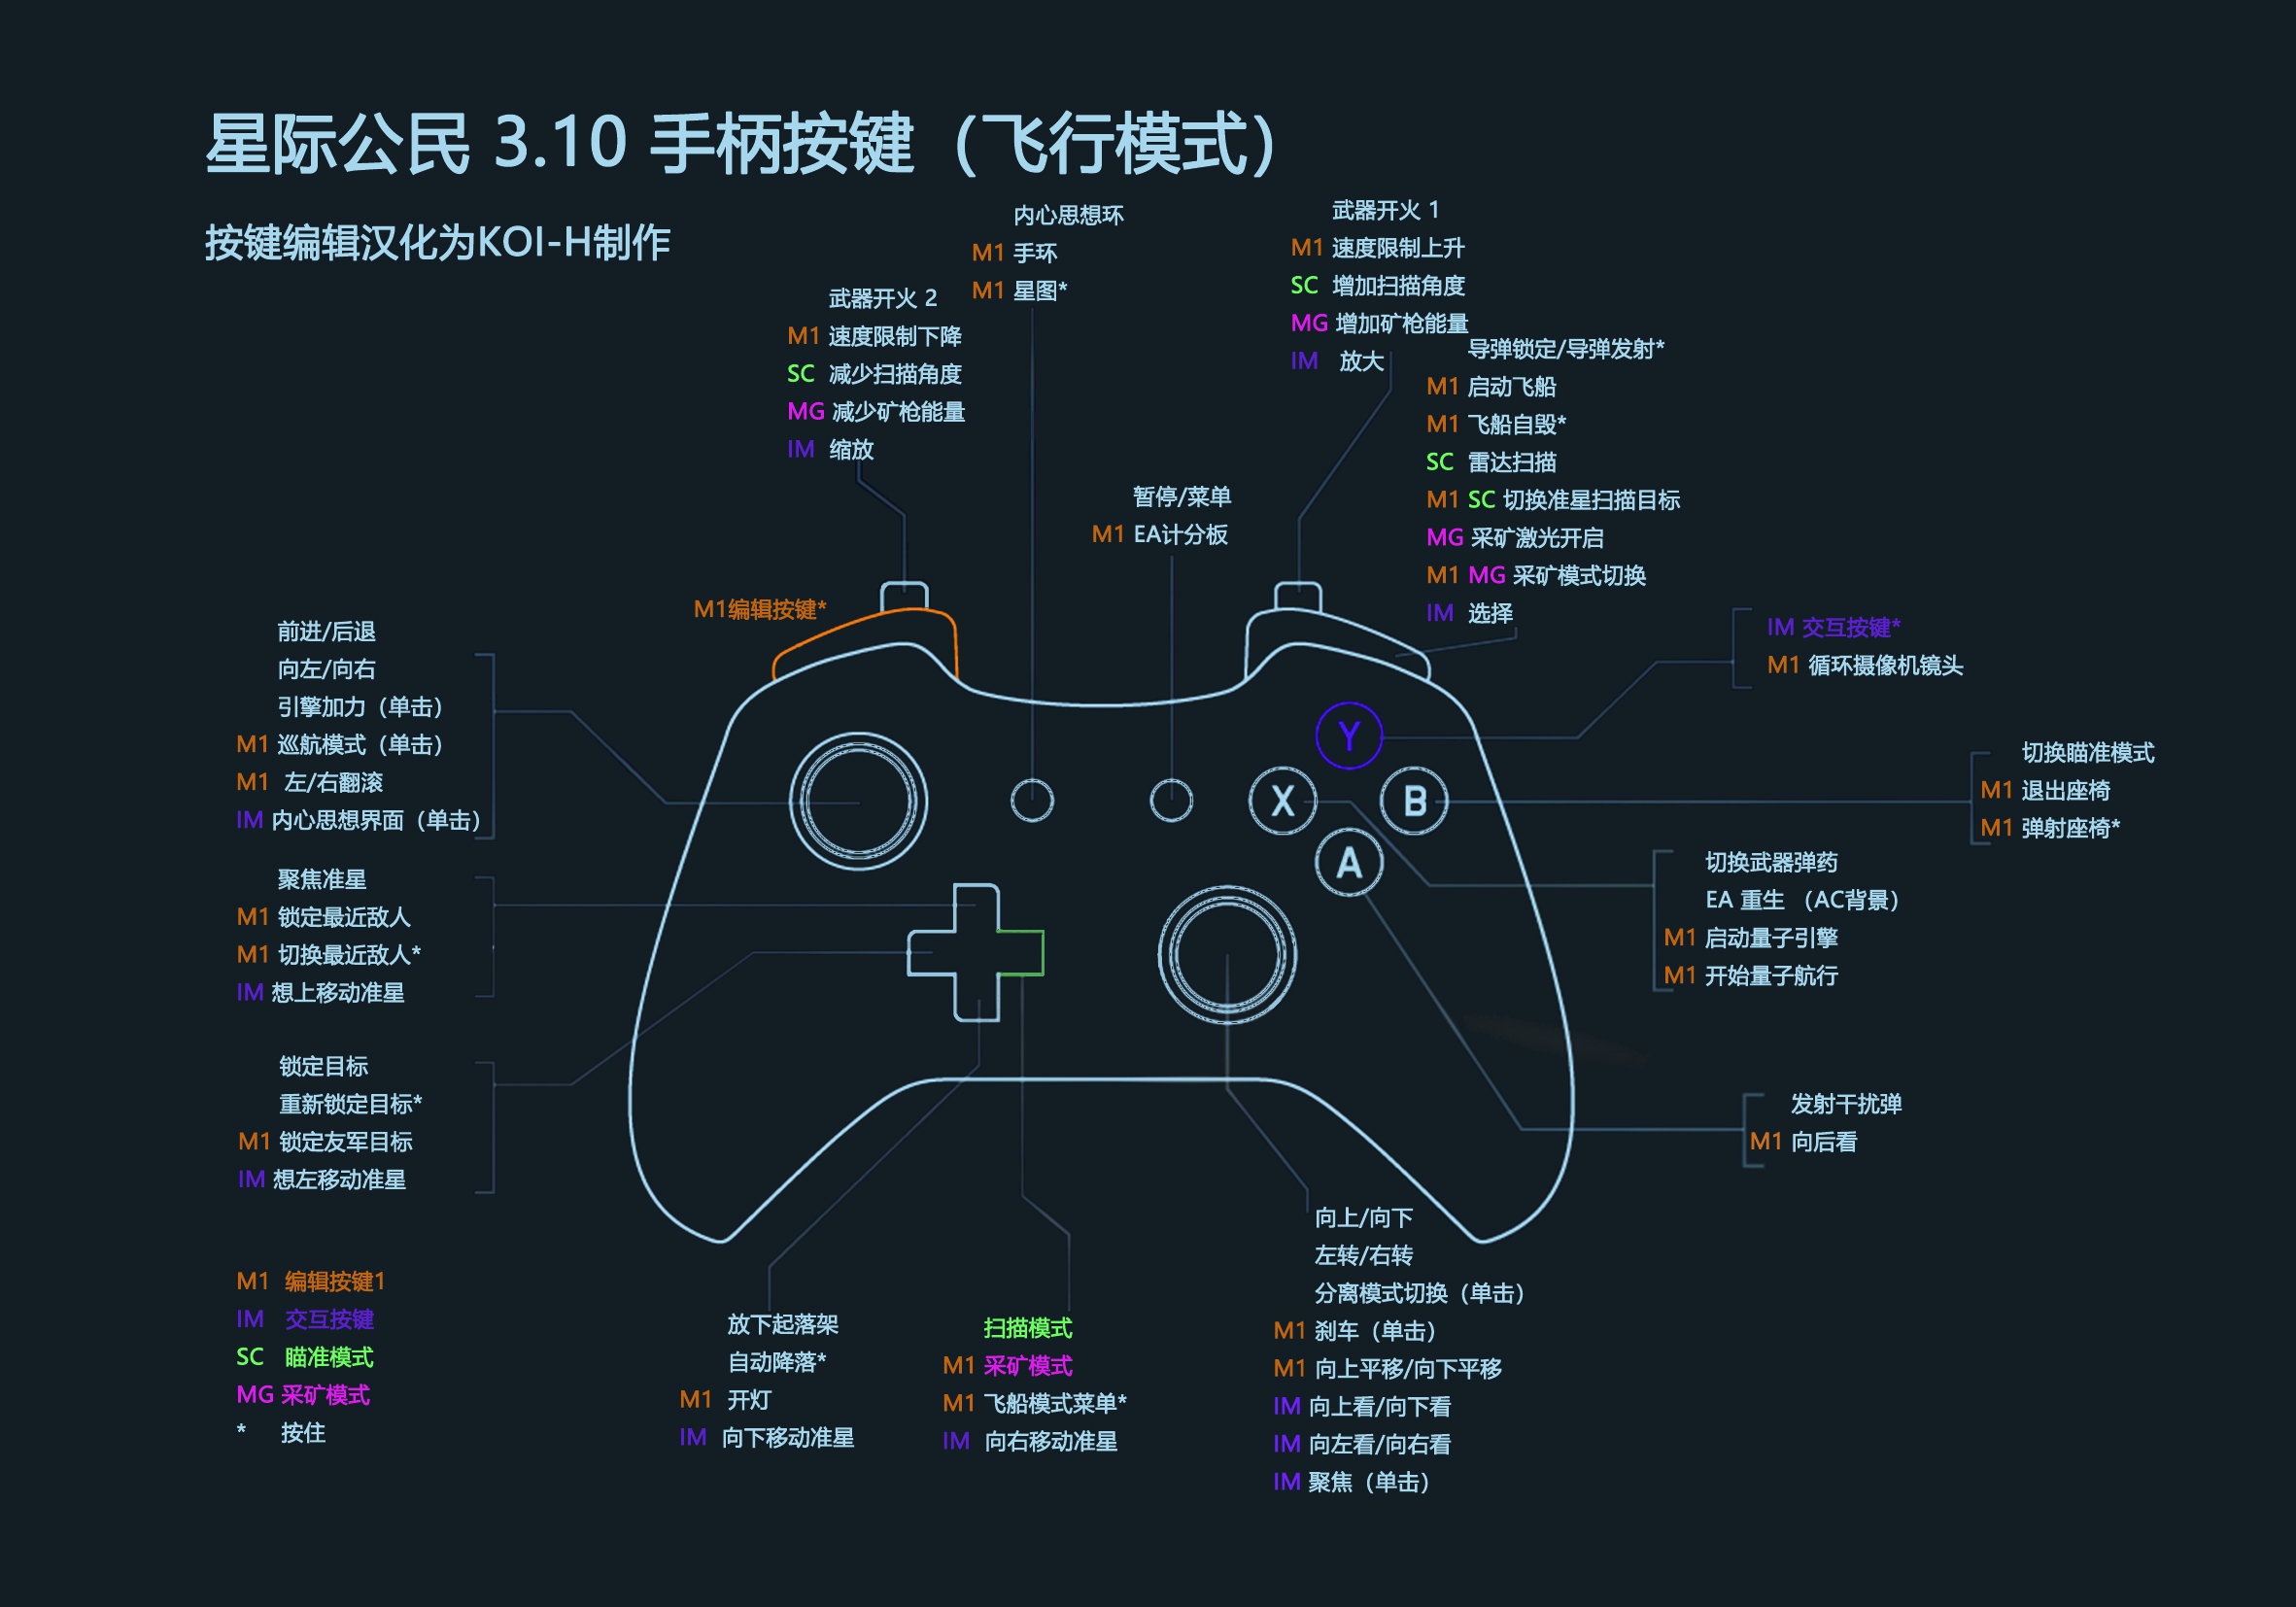 星际公民 3.10 手柄按键（飞行模式）
按键编辑汉化为KOI-H制作
内心思想环
M1 手环
M1 星图*
武器开火 1
M1 速度限制上升
SC 增加扫描角度
MG 增加矿枪能量
IM 放大
武器开火 2
M1 速度限制下降
SC 减少扫描角度
MG 减少矿枪能量
IM 缩放
导弹锁定/导弹发射*
M1 启动飞船
M1 飞船自毁*
SC 雷达扫描
M1 SC 切换准星扫描目标
MG 采矿激光开启
M1 MG 采矿模式切换
IM 选择
暂停/菜单
M1 EA计分板
M1编辑按键*
IM 交互按键*
M1 循环摄像机镜头
前进/后退
向左/向右
引擎加力（单击）
M1 巡航模式（单击）
M1 左/右翻滚
IM 内心思想界面（单击）
Y
X
B
A
切换瞄准模式
M1 退出座椅
M1 弹射座椅*
聚焦准星
M1 锁定最近敌人
M1 切换最近敌人*
IM 想上移动准星
切换武器弹药
EA 重生 （AC背景）
M1 启动量子引擎
M1 开始量子航行
锁定目标
重新锁定目标*
M1 锁定友军目标
IM 想左移动准星
发射干扰弹
M1 向后看
M1 编辑按键1
IM 交互按键
SC 瞄准模式
MG 采矿模式
* 按住
放下起落架
自动降落*
M1 开灯
IM 向下移动准星
扫描模式
M1 采矿模式
M1 飞船模式菜单*
IM 向右移动准星
向上/向下
左转/右转
分离模式切换（单击）
M1 刹车（单击）
M1 向上平移/向下平移
IM 向上看/向下看
IM 向左看/向右看
IM 聚焦（单击）